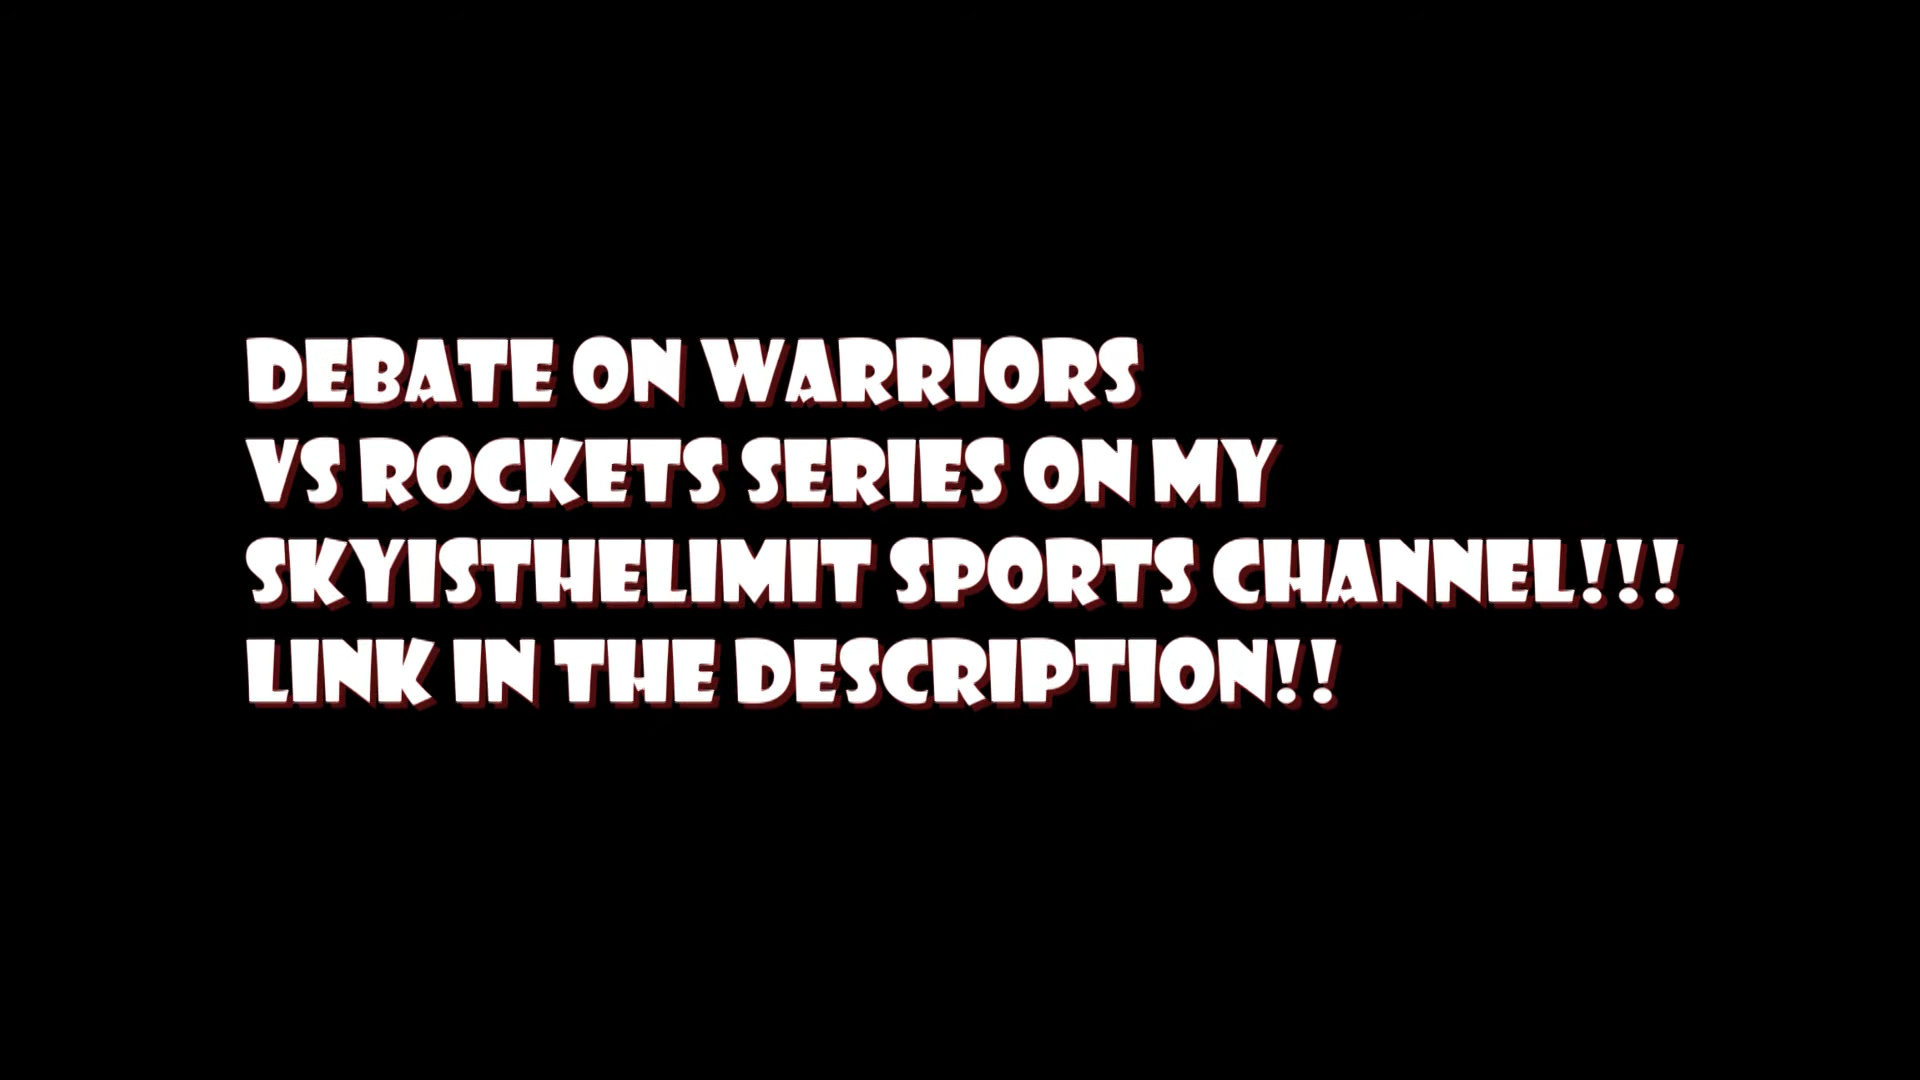 DEBATE ON WARRIORS
VS ROCKETS SERIES ON MY
SKYISTHELIMIT SPORTS CHANNEL!!!
LINK IN THE DESCRIPTION!!